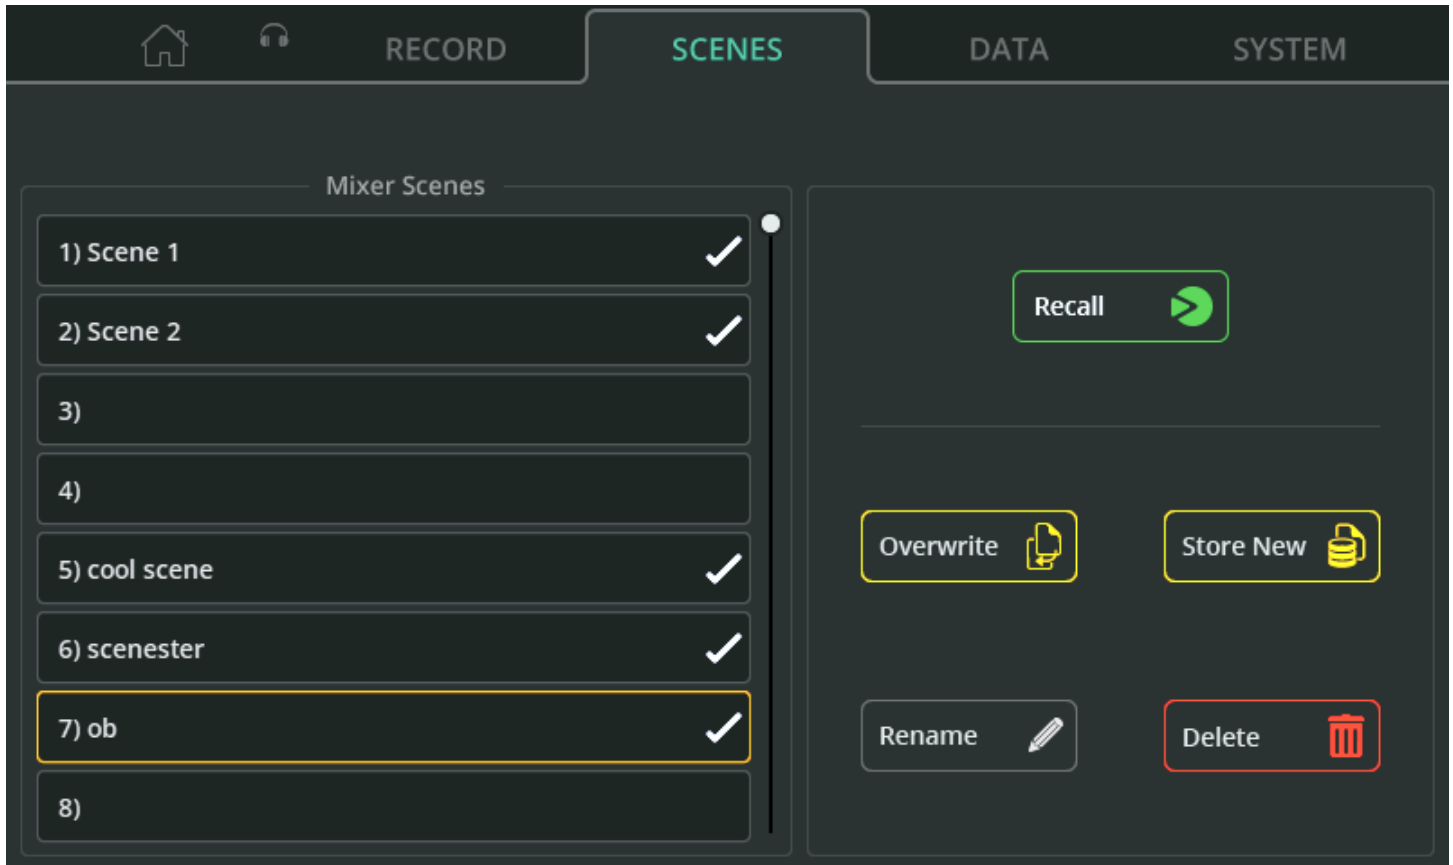 RECORD SCENES DATA SYSTEM
Mixer Scenes
1) Scene 1
2) Scene 2
3)
4)
5) cool scene
6) scenester
7) ob
8)
Recall
Overwrite
Store New
Rename
Delete